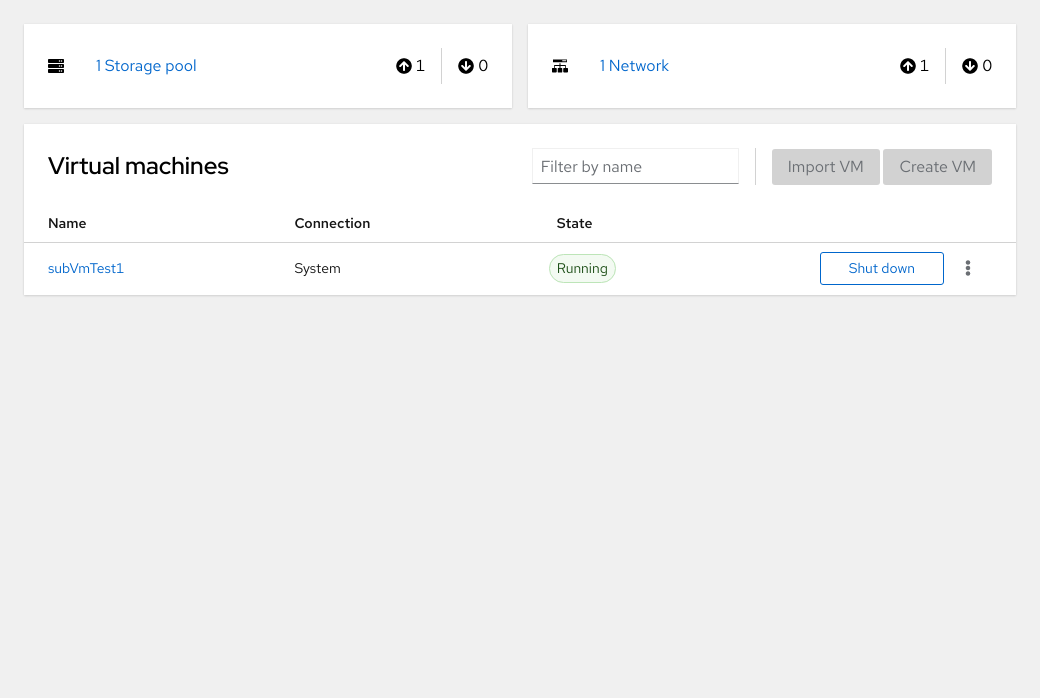 1 Storage pool 1 0
1 Network 1 0
Virtual machines
Filter by name
Import VM
Create VM
Name Connection State
subVmTest1 System Running Shut down